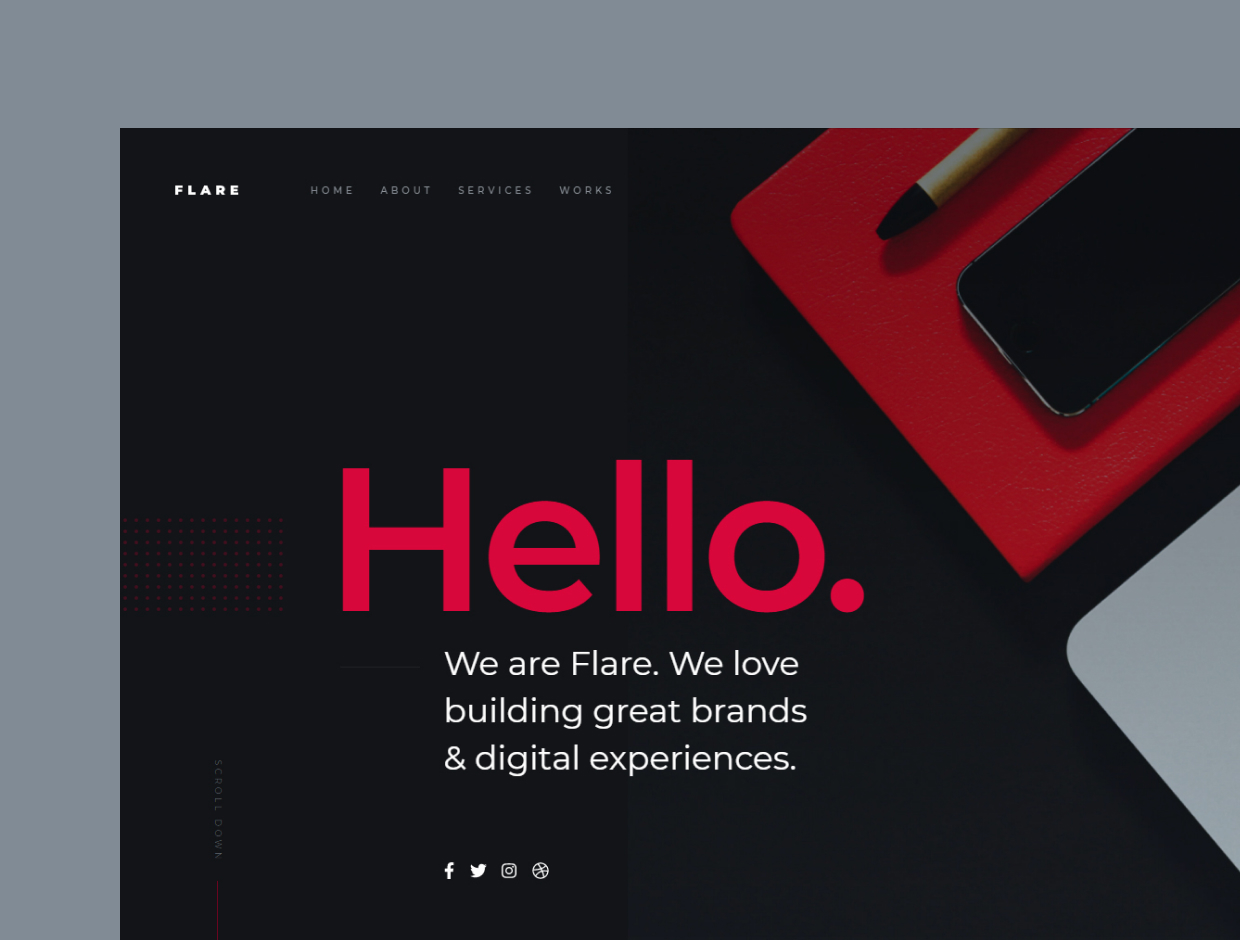 FLARE
HOME ABOUT SERVICES WORKS
Hello.
We are Flare. We love
building great brands
& digital experiences.
SCROLL DOWN